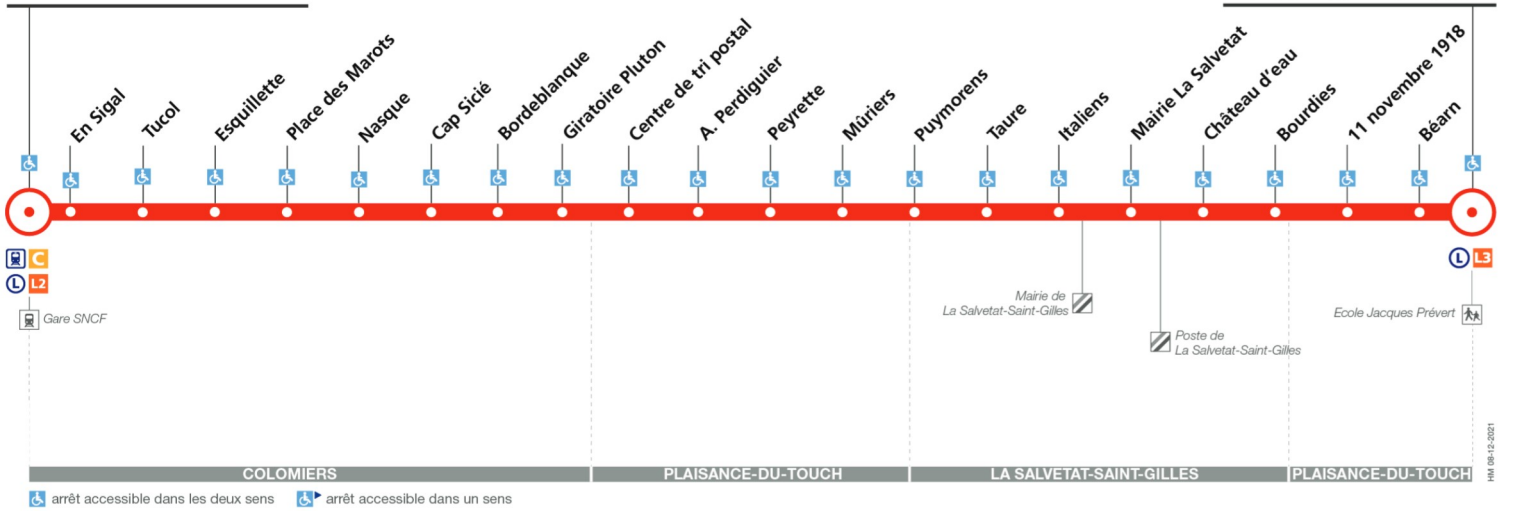 En Sigal
Tucol
Esquillette
Place des Marots
Nasque
Cap Sicié
Bordeblanque
Giratoire Pluton
Centre de tri postal
A. Perdiguier
Peyrette
Mûriers
Puymorens
Taure
Italiens
Mairie La Salvetat
Château d'eau
Bourdies
11 novembre 1918
Béarn
C
L L2
Gare SNCF
Mairie de
La Salvetat-Saint-Gilles
Poste de
La Salvetat-Saint-Gilles
L L3
Ecole Jacques Prévert
COLOMIERS
PLAISANCE-DU-TOUCH
LA SALVETAT-SAINT-GILLES
PLAISANCE-DU-TOUCH
HM 08-12-2021
arrêt accessible dans les deux sens
arrêt accessible dans un sens